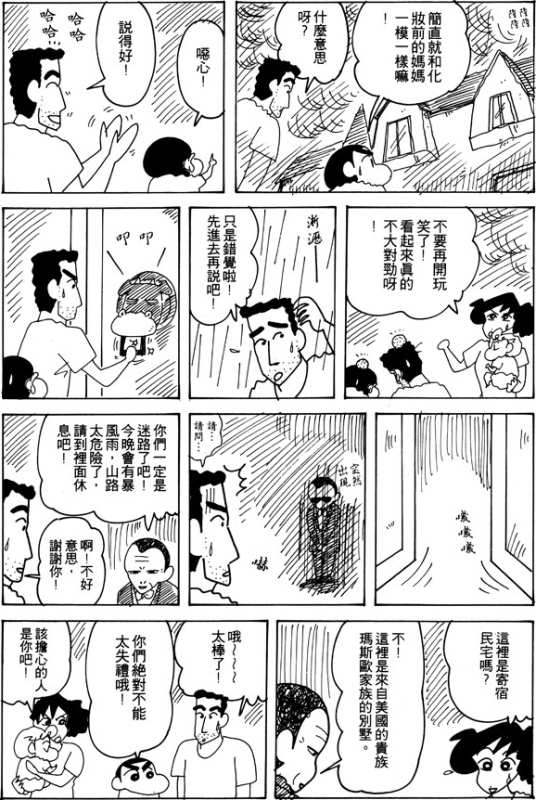 簡直就和化
妝前的媽媽
一模一樣嘛
!
什麼意思
呀?
噁心!
說得好!
哈哈
哈哈
不要再開玩
笑了!
看起來真的
不大對勁呀
!
淅瀝
只是錯覺啦!
先進去再說吧!
叩叩
嘰嘰嘰
突然
出現
請…
請問…
你們一定是
迷路了吧!
今晚會有暴
風雨,山路
太危險了,
請到裡面休
息吧!
啊!不好
意思,
謝謝你!
這裡是寄宿
民宅嗎?
不!
這裡是來自美國的貴族
瑪斯歐家族的別墅。
哦~~~~
太棒了!
你們絕對不能
太失禮哦!
該擔心的人
是你吧!